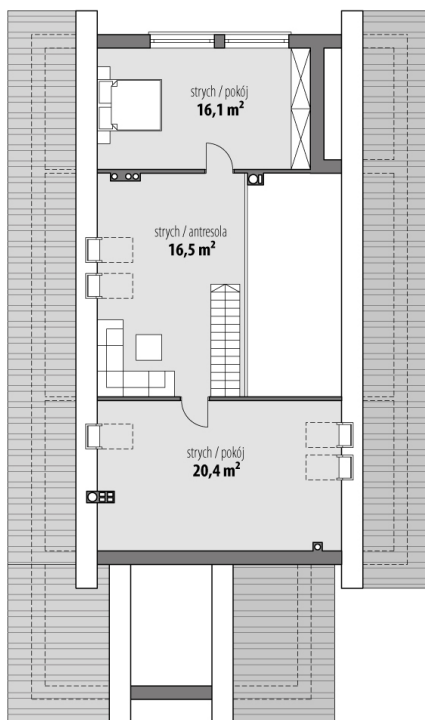 strych / pokój
16,1 m²
strych / antresola
16,5 m²
strych / pokój
20,4 m²